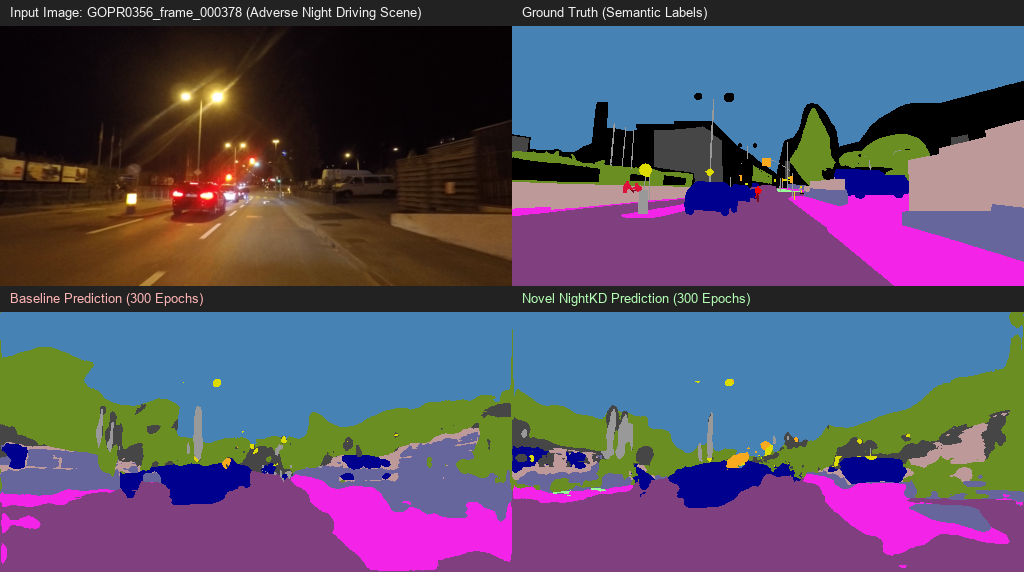 Input Image: GOPR0356_frame_000378 (Adverse Night Driving Scene)
Ground Truth (Semantic Labels)
Baseline Prediction (300 Epochs)
Novel NightKD Prediction (300 Epochs)